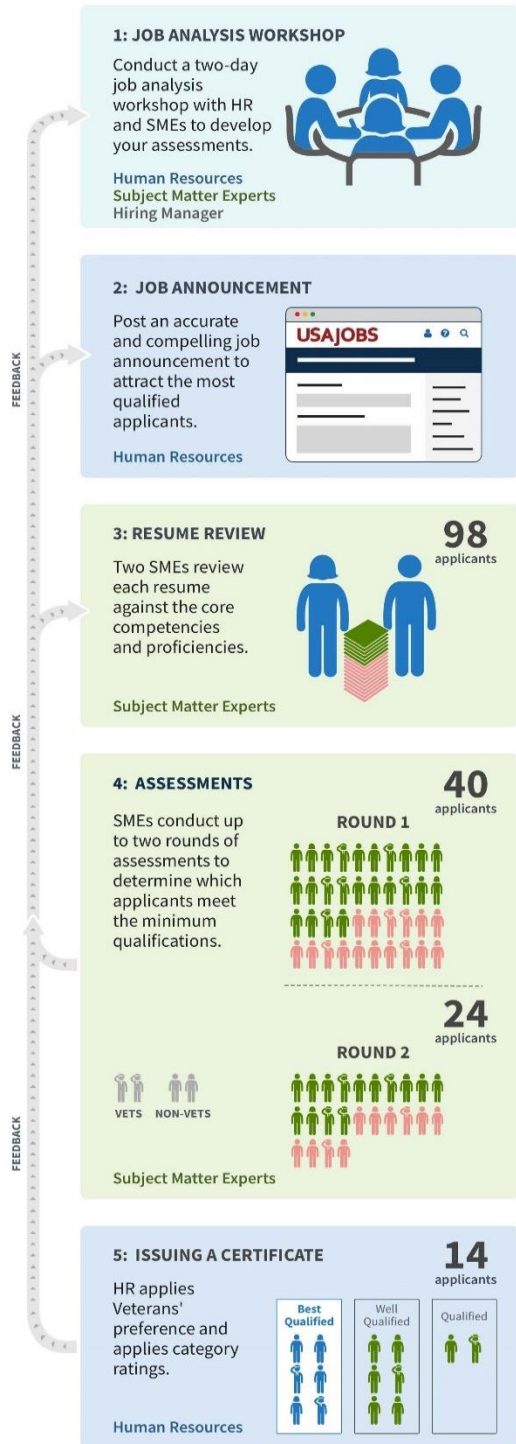 1: JOB ANALYSIS WORKSHOP
Conduct a two-day
job analysis
workshop with HR
and SMEs to develop
your assessments.
Human Resources
Subject Matter Experts
Hiring Manager
2: JOB ANNOUNCEMENT
Post an accurate
and compelling job
announcement to
attract the most
qualified
applicants.
USAJOBS
Human Resources
FEEDBACK
3: RESUME REVIEW
98
applicants
Two SMEs review
each resume
against the core
competencies
and proficiencies.
Subject Matter Experts
FEEDBACK
4: ASSESSMENTS
40
applicants
SMEs conduct up
to two rounds of
assessments to
determine which
applicants meet
the minimum
qualifications.
ROUND 1
24
applicants
ROUND 2
VETS NON-VETS
Subject Matter Experts
FEEDBACK
5: ISSUING A CERTIFICATE
14
applicants
HR applies
Veterans'
preference and
applies category
ratings.
Best
Qualified
Well
Qualified
Qualified
Human Resources